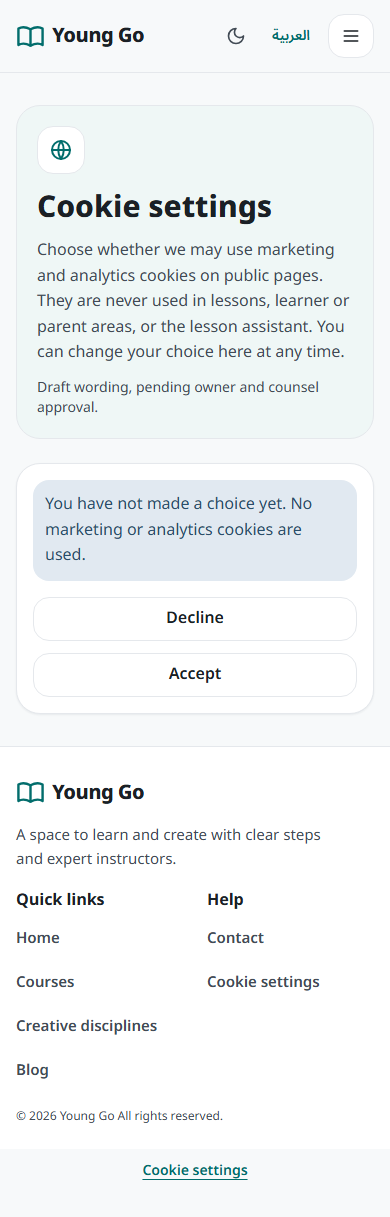 Young Go
العربية
Cookie settings
Choose whether we may use marketing
and analytics cookies on public pages.
They are never used in lessons, learner or
parent areas, or the lesson assistant. You
can change your choice here at any time.
Draft wording, pending owner and counsel
approval.
You have not made a choice yet. No
marketing or analytics cookies are
used.
Decline
Accept
Young Go
A space to learn and create with clear steps
and expert instructors.
Quick links
Home
Courses
Creative disciplines
Blog
Help
Contact
Cookie settings
© 2026 Young Go All rights reserved.
Cookie settings